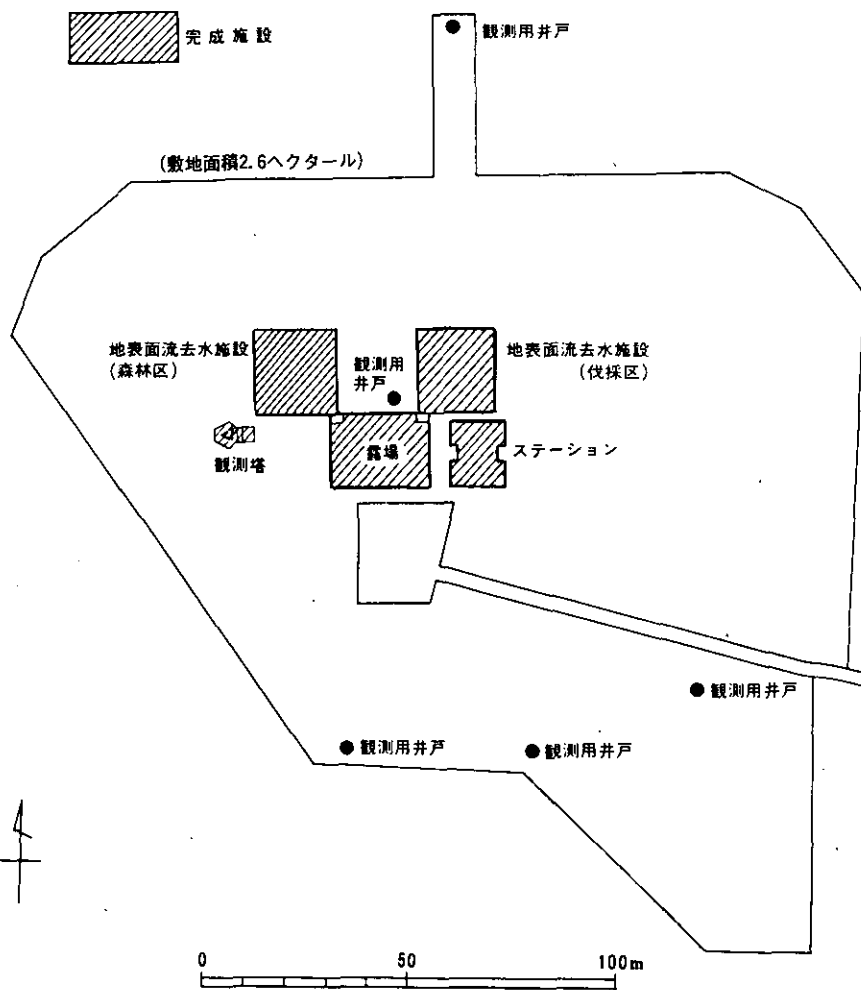 完成施設
観測用井戸
(敷地面積2.6ヘクタール)
地表面流去水施設
(森林区)
観測用
井戸
地表面流去水施設
(伐採区)
観測塔
露場
ステーション
観測用井戸
観測用井戸
観測用井戸
0 50 100m